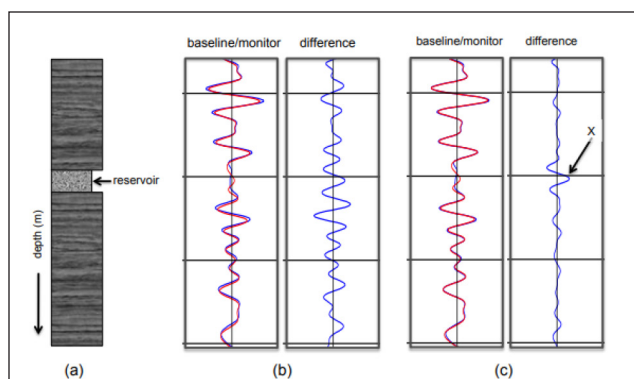 baseline/monitor difference baseline/monitor difference
X
reservoir
depth (m)
(a) (b) (c)